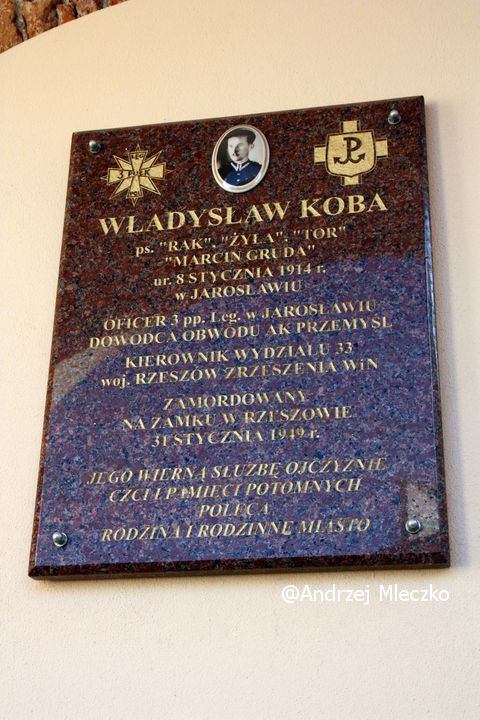 WŁADYSŁAW KOBA
ps. "RAK", "ŻYŁA", "TOR"
"MARCIN GRUDA"
ur. 8 STYCZNIA 1914 r.
w JAROSŁAWIU
OFICER 3 pp. Leg. w JAROSŁAWIU
DOWÓDCA OBWODU AK PRZEMYŚL
KIEROWNIK WYDZIAŁU 33
woj. RZESZÓW ZRZESZENIA WiN
ZAMORDOWANY
NA ZAMKU W RZESZOWIE
31 STYCZNIA 1949 r.
JEGO WIERNĄ SŁUŻBĘ OJCZYŹNIE
CZCI I PAMIĘCI POTOMNYCH
POLECA
RODZINA I RODZINNE MIASTO
@Andrzej Mleczko